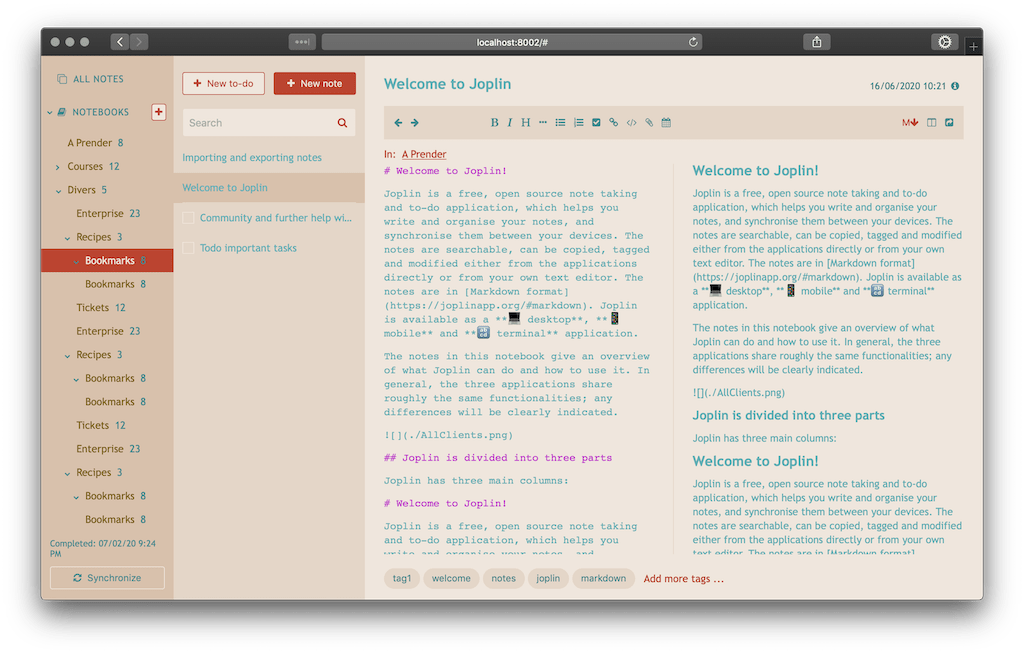 localhost:8002/#
ALL NOTES
NOTEBOOKS
A Prender 8
Courses 12
Divers 5
Enterprise 23
Recipes 3
Bookmarks 8
Bookmarks 8
Tickets 12
Enterprise 23
Recipes 3
Bookmarks 8
Bookmarks 8
Tickets 12
Enterprise 23
Recipes 3
Bookmarks 8
Bookmarks 8
Completed: 07/02/20 9:24
PM
Synchronize
+ New to-do
+ New note
Search
Importing and exporting notes
Welcome to Joplin
Community and further help wi...
Todo important tasks
Welcome to Joplin
16/06/2020 10:21
B I H
M
In: A Prender
# Welcome to Joplin!
Joplin is a free, open source note taking
and to-do application, which helps you
write and organise your notes, and
synchronise them between your devices. The
notes are searchable, can be copied, tagged
and modified either from the applications
directly or from your own text editor. The
notes are in [Markdown format]
(https://joplinapp.org/#markdown). Joplin
is available as a **💻 desktop**, **📱
mobile** and **🔡 terminal** application.
The notes in this notebook give an overview
of what Joplin can do and how to use it. In
general, the three applications share
roughly the same functionalities; any
differences will be clearly indicated.
![](./AllClients.png)
## Joplin is divided into three parts
Joplin has three main columns:
# Welcome to Joplin!
Joplin is a free, open source note taking
and to-do application, which helps you
write and organise your notes, and
Welcome to Joplin!
Joplin is a free, open source note taking and to-do
application, which helps you write and organise your
notes, and synchronise them between your devices. The
notes are searchable, can be copied, tagged and modified
either from the applications directly or from your own
text editor. The notes are in [Markdown format]
(https://joplinapp.org/#markdown). Joplin is available as
a **💻 desktop**, **📱 mobile** and **🔡 terminal**
application.
The notes in this notebook give an overview of what
Joplin can do and how to use it. In general, the three
applications share roughly the same functionalities; any
differences will be clearly indicated.
![](./AllClients.png)
Joplin is divided into three parts
Joplin has three main columns:
Welcome to Joplin!
Joplin is a free, open source note taking and to-do
application, which helps you write and organise your
notes, and synchronise them between your devices. The
notes are searchable, can be copied, tagged and modified
either from the applications directly or from your own
text editor. The notes are in [Markdown format]
tag1
welcome
notes
joplin
markdown
Add more tags ...